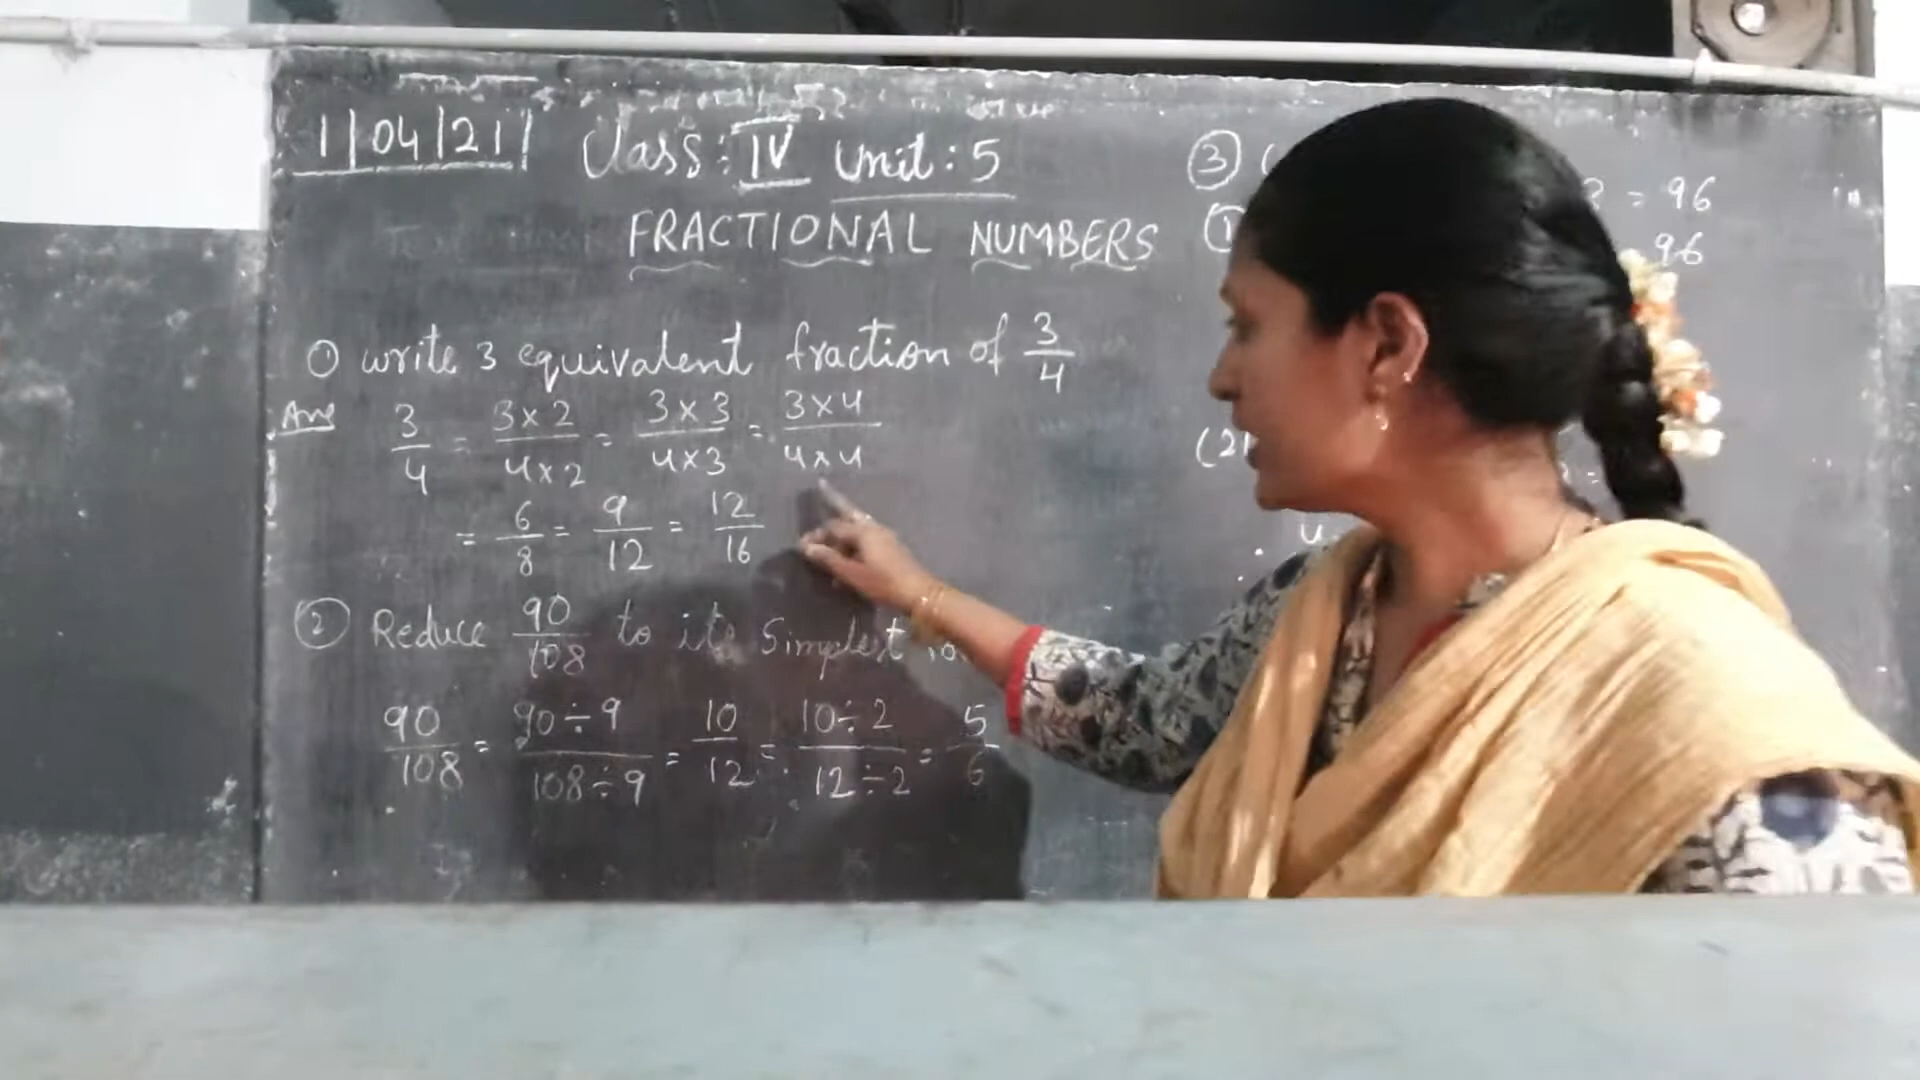 1/04/21/ Class: IV Unit: 5
FRACTIONAL NUMBERS
① write 3 equivalent fraction of 3/4
Ans 3/4 = 3×2/4×2 = 3×3/4×3 = 3×4/4×4
= 6/8 = 9/12 = 12/16
② Reduce 90/108 to its Simplest
90/108 = 90÷9/108÷9 = 10/12 = 10÷2/12÷2 = 5/6
③
= 96
①
96